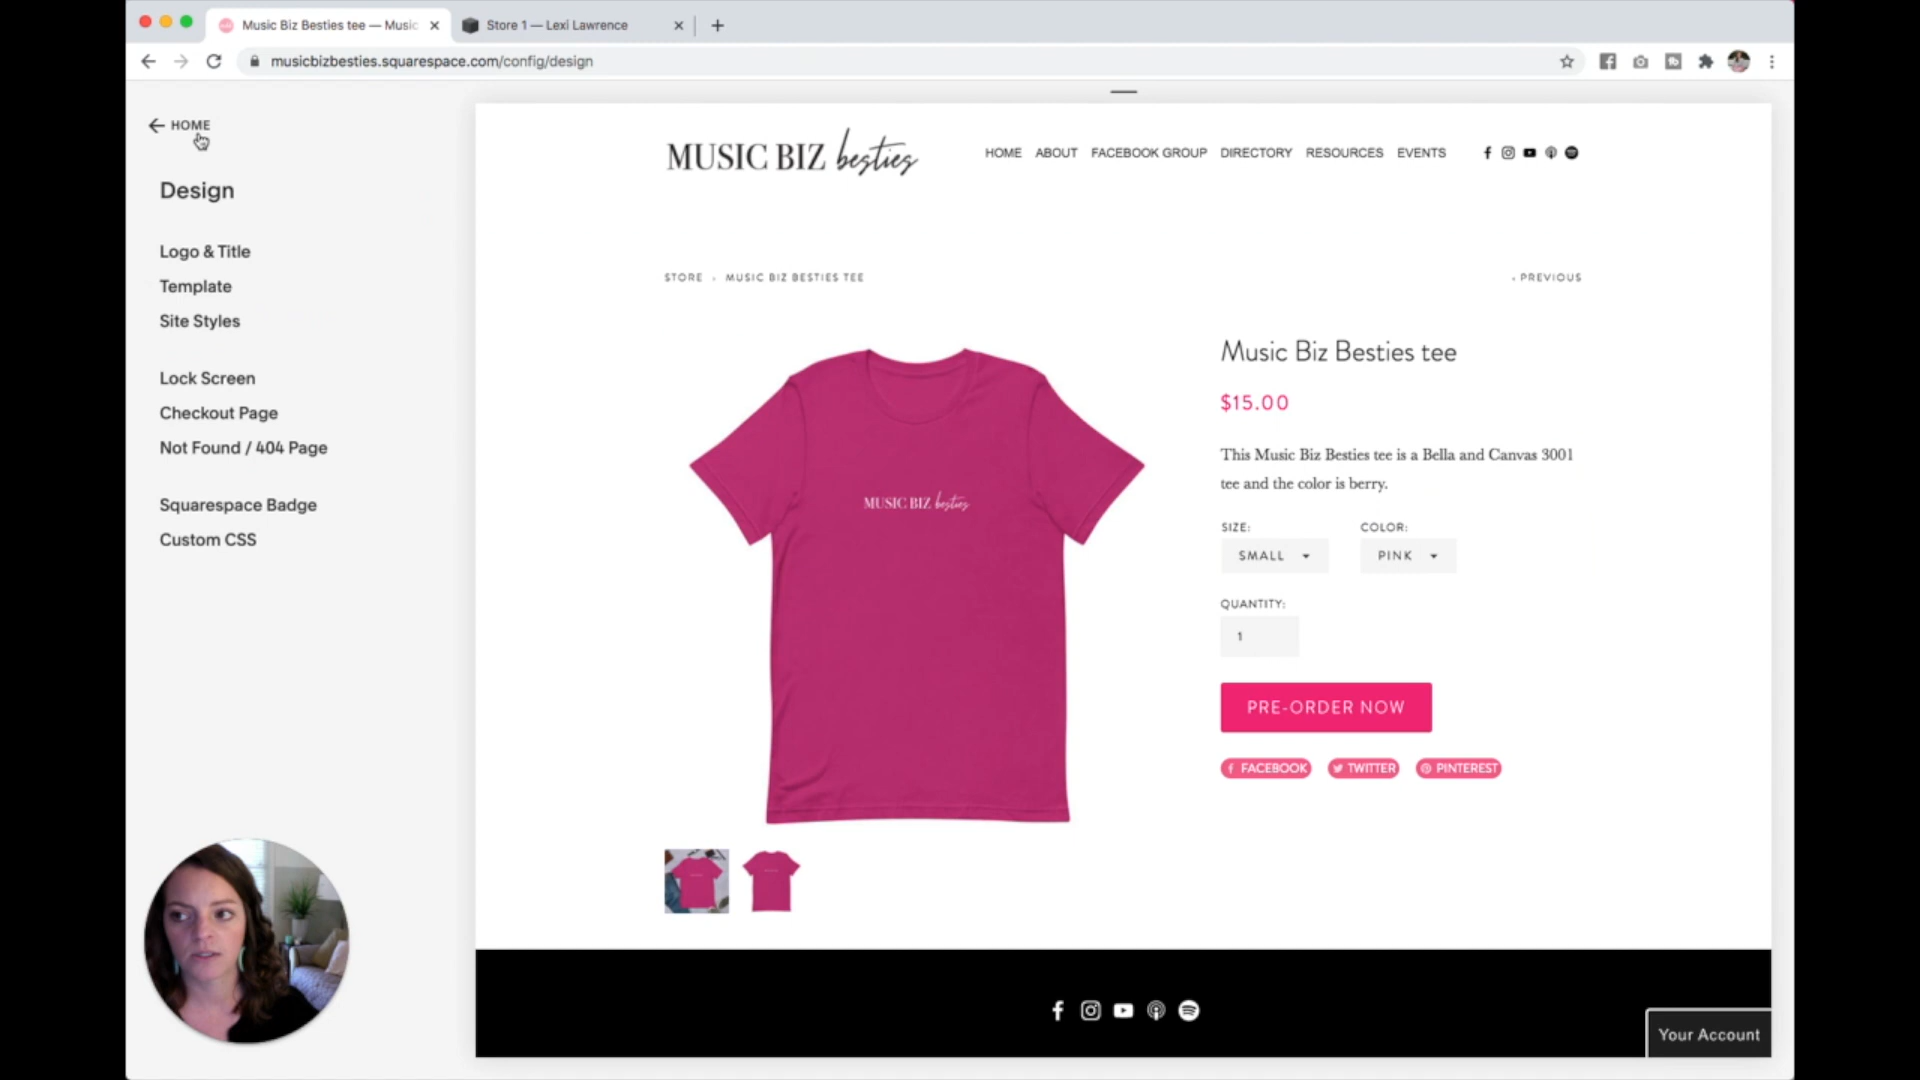 Music Biz Besties tee — Music
Store 1 — Lexi Lawrence
musicbizbesties.squarespace.com/config/design
HOME
Design
Logo & Title
Template
Site Styles
Lock Screen
Checkout Page
Not Found / 404 Page
Squarespace Badge
Custom CSS
MUSIC BIZ besties
HOME ABOUT FACEBOOK GROUP DIRECTORY RESOURCES EVENTS
STORE › MUSIC BIZ BESTIES TEE
‹ PREVIOUS
MUSIC BIZ besties
Music Biz Besties tee
$15.00
This Music Biz Besties tee is a Bella and Canvas 3001
tee and the color is berry.
SIZE: COLOR:
SMALL PINK
QUANTITY:
1
PRE-ORDER NOW
FACEBOOK TWITTER PINTEREST
Your Account